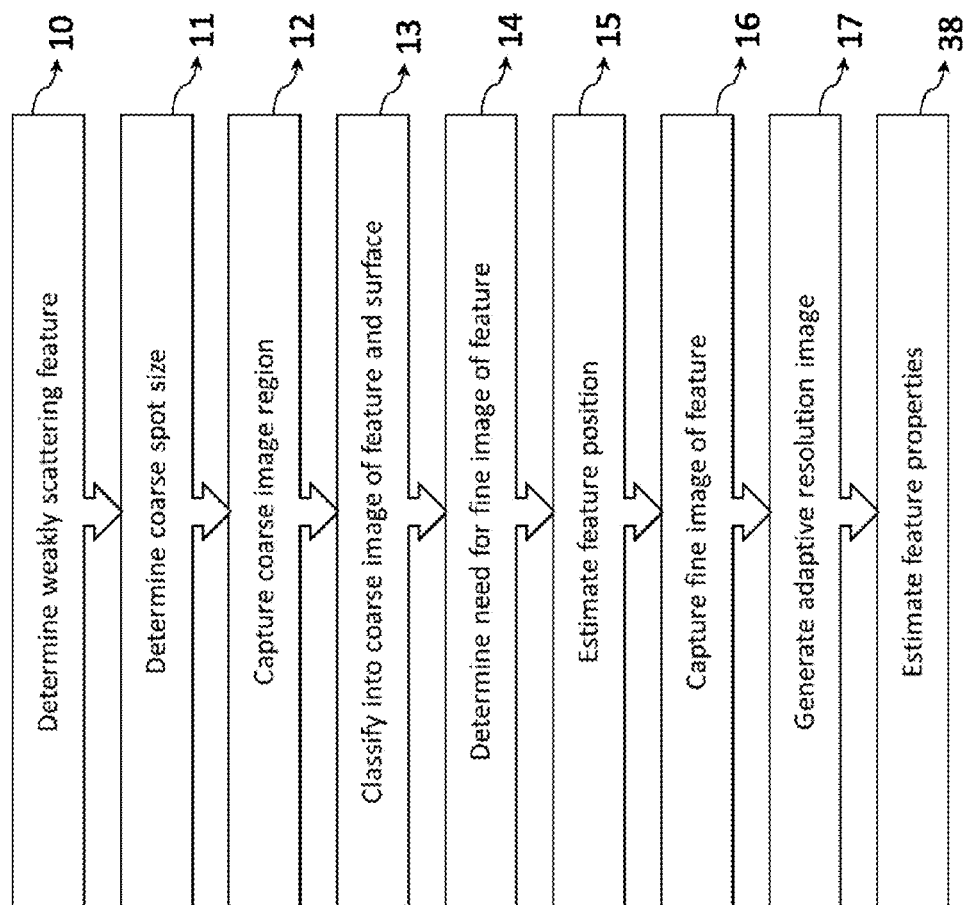 Determine weakly scattering feature
10
Determine coarse spot size
11
Capture coarse image region
12
Classify into coarse image of feature and surface
13
Determine need for fine image of feature
14
Estimate feature position
15
Capture fine image of feature
16
Generate adaptive resolution image
17
Estimate feature properties
38